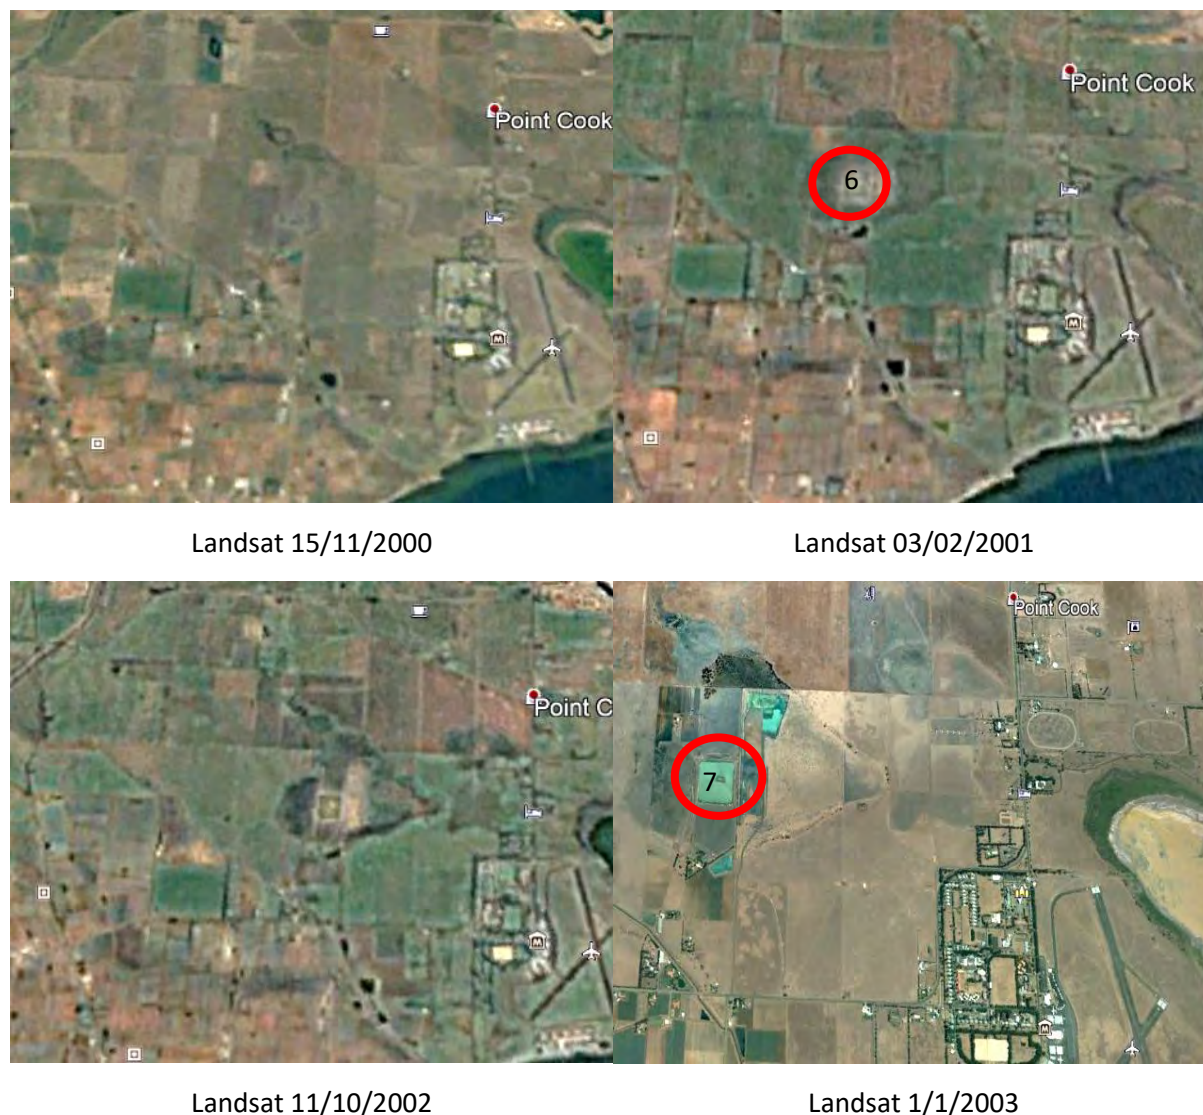 Point Cook
Point Cook
6
M
M
Landsat 15/11/2000
Landsat 03/02/2001
Point C
Point Cook
7
M
M
Landsat 11/10/2002
Landsat 1/1/2003